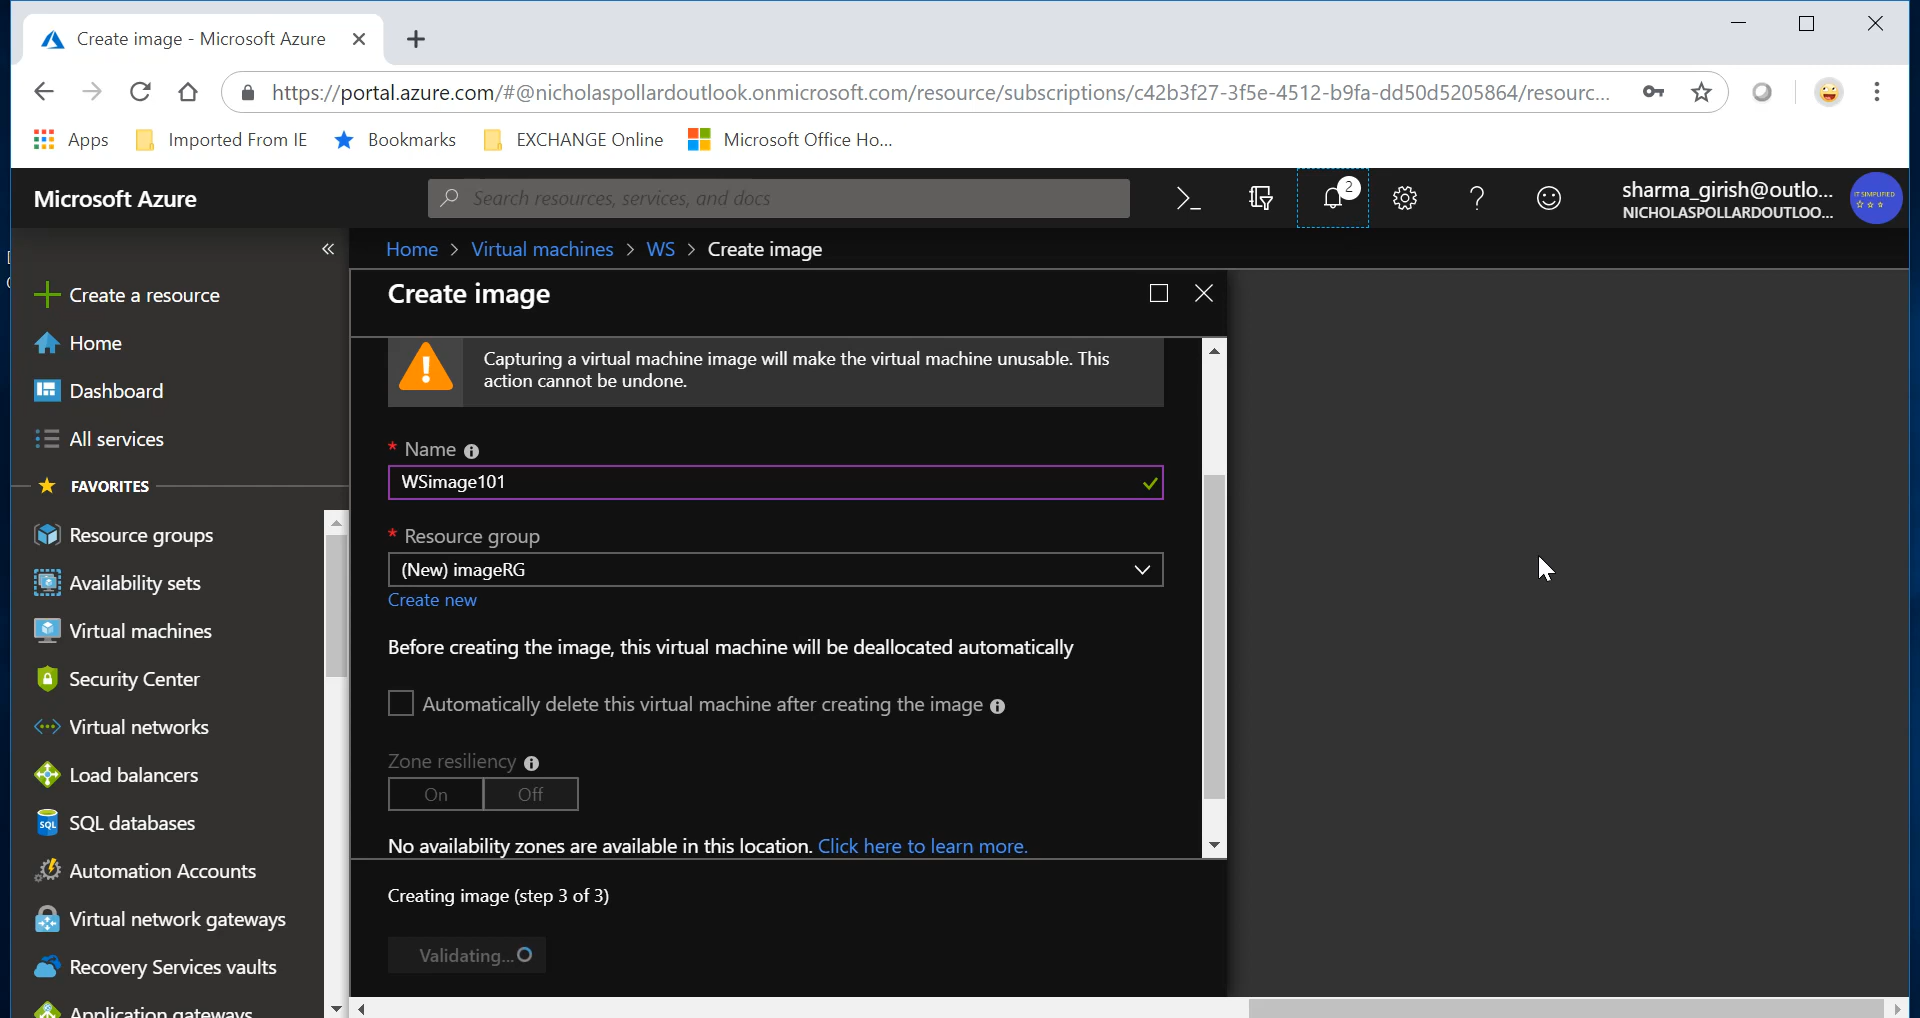 Create image - Microsoft Azure
https://portal.azure.com/#@nicholaspollardoutlook.onmicrosoft.com/resource/subscriptions/c42b3f27-3f5e-4512-b9fa-dd50d5205864/resourc...
Apps Imported From IE Bookmarks EXCHANGE Online Microsoft Office Ho...
Microsoft Azure Search resources, services, and docs 2 sharma_girish@outlo...
NICHOLASPOLLARDOUTLOO...
IT SIMPLIFIED
Home > Virtual machines > WS > Create image
Create a resource
Home
Dashboard
All services
FAVORITES
Resource groups
Availability sets
Virtual machines
Security Center
Virtual networks
Load balancers
SQL databases
Automation Accounts
Virtual network gateways
Recovery Services vaults
Application gateways
Create image
Capturing a virtual machine image will make the virtual machine unusable. This
action cannot be undone.
* Name
WSimage101
* Resource group
(New) imageRG
Create new
Before creating the image, this virtual machine will be deallocated automatically
Automatically delete this virtual machine after creating the image
Zone resiliency
On Off
No availability zones are available in this location. Click here to learn more.
Creating image (step 3 of 3)
Validating...